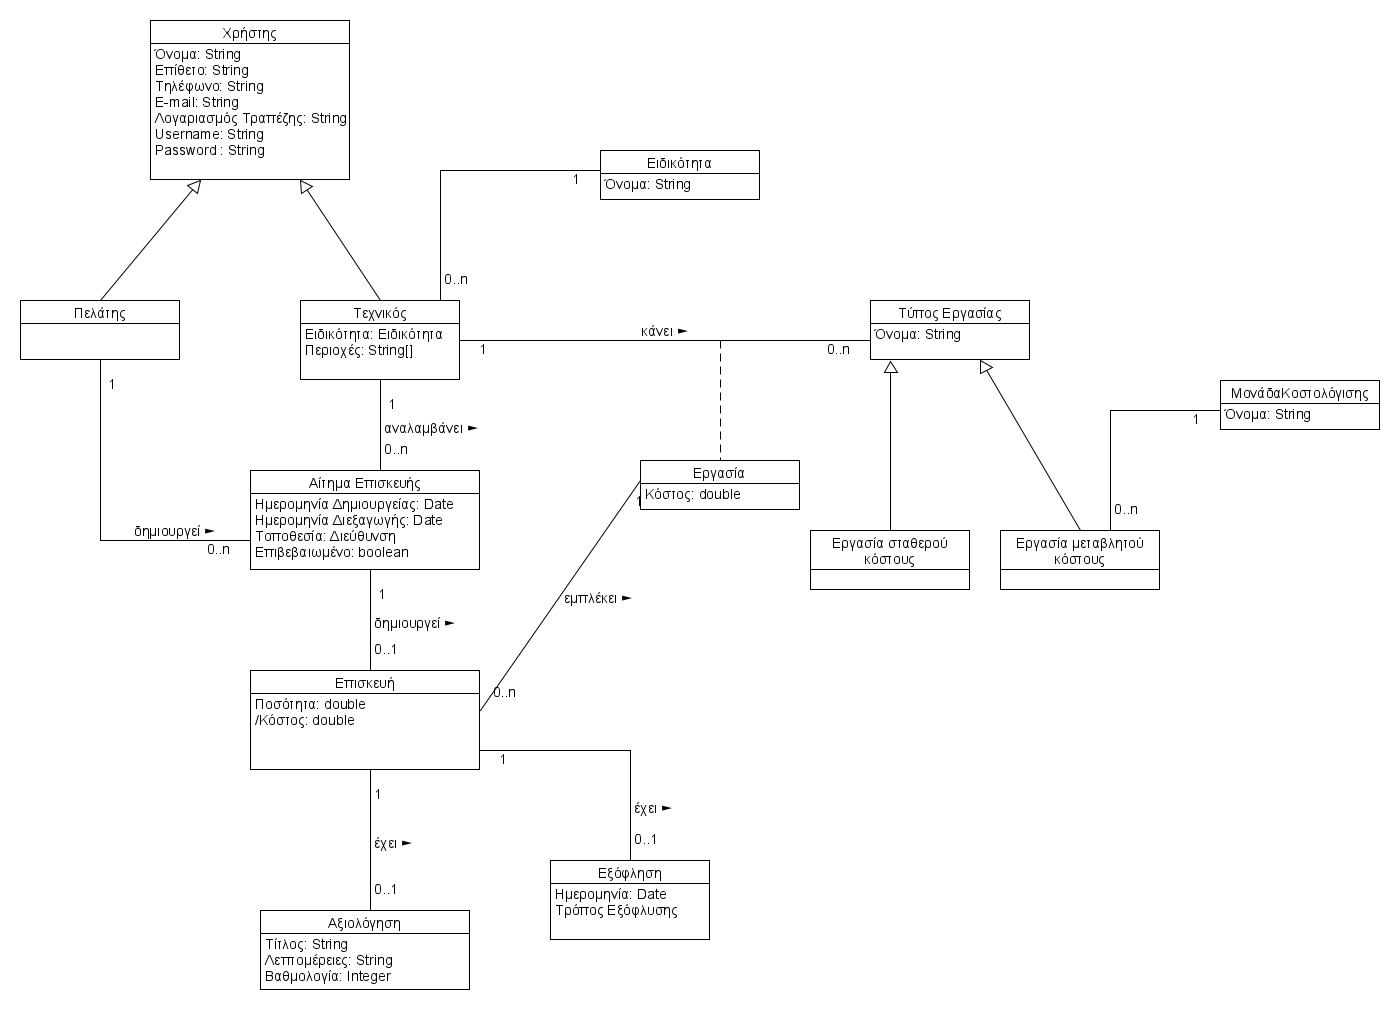 Χρήστης
Όνομα: String
Επίθετο: String
Τηλέφωνο: String
E-mail: String
Λογαριασμός Τραπέζης: String
Username: String
Password : String
Ειδικότητα
Όνομα: String
1
0..n
Πελάτης
Τεχνικός
Ειδικότητα: Ειδικότητα
Περιοχές: String[]
κάνει ►
1
0..n
Τύπος Εργασίας
Όνομα: String
ΜονάδαΚοστολόγισης
Όνομα: String
1
0..n
1
1
αναλαμβάνει ►
0..n
Εργασία
Κόστος: double
1
Αίτημα Επισκευής
Ημερομηνία Δημιουργείας: Date
Ημερομηνία Διεξαγωγής: Date
Τοποθεσία: Διεύθυνση
Επιβεβαιωμένο: boolean
δημιουργεί ►
0..n
Εργασία σταθερού
κόστους
Εργασία μεταβλητού
κόστους
1
δημιουργεί ►
0..1
εμπλέκει ►
0..n
Επισκευή
Ποσότητα: double
/Κόστος: double
1
1
έχει ►
0..1
έχει ►
0..1
Εξόφληση
Ημερομηνία: Date
Τρόπος Εξόφλυσης
Αξιολόγηση
Τίτλος: String
Λεπτομέρειες: String
Βαθμολογία: Integer